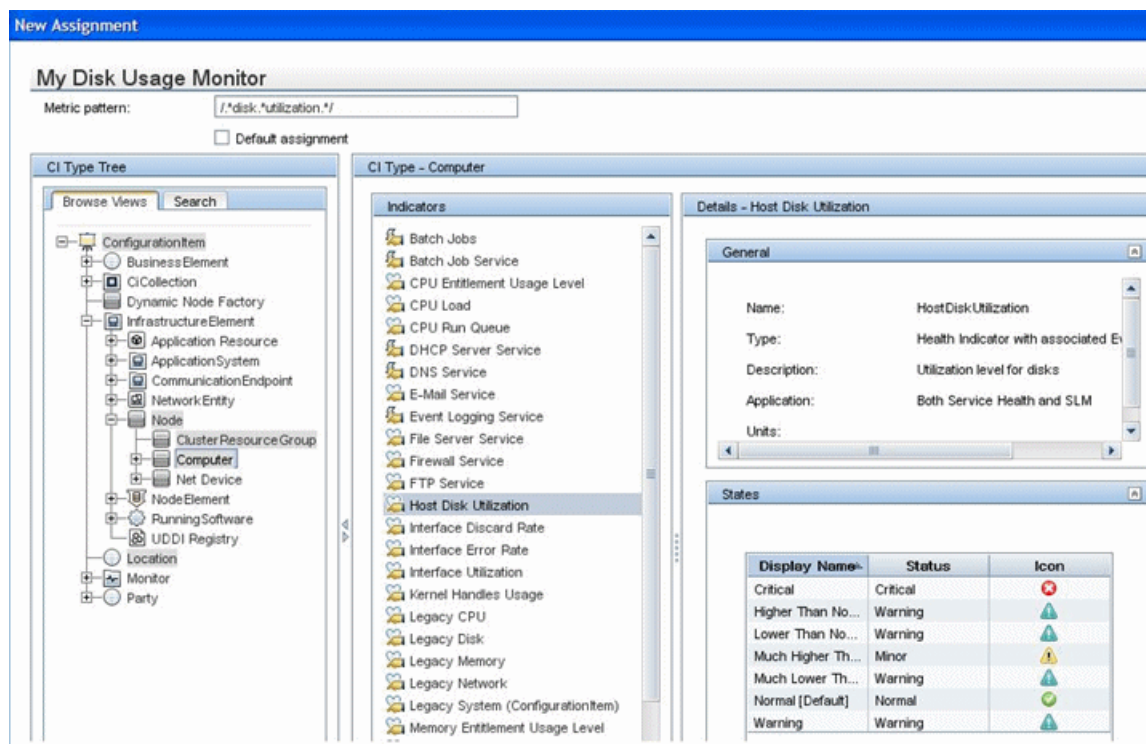 New Assignment
My Disk Usage Monitor
Metric pattern: /.*disk.*utilization.*/
Default assignment
CI Type Tree
Browse Views Search
ConfigurationItem
BusinessElement
CiCollection
Dynamic Node Factory
InfrastructureElement
Application Resource
ApplicationSystem
CommunicationEndpoint
NetworkEntity
Node
ClusterResourceGroup
Computer
Net Device
NodeElement
RunningSoftware
UDDI Registry
Location
Monitor
Party
CI Type - Computer
Indicators
Batch Jobs
Batch Job Service
CPU Entitlement Usage Level
CPU Load
CPU Run Queue
DHCP Server Service
DNS Service
E-Mail Service
Event Logging Service
File Server Service
Firewall Service
FTP Service
Host Disk Utilization
Interface Discard Rate
Interface Error Rate
Interface Utilization
Kernel Handles Usage
Legacy CPU
Legacy Disk
Legacy Memory
Legacy Network
Legacy System (ConfigurationItem)
Memory Entitlement Usage Level
Details - Host Disk Utilization
General
Name: HostDiskUtilization
Type: Health Indicator with associated Ev
Description: Utilization level for disks
Application: Both Service Health and SLM
Units:
States
Display Name Status Icon
Critical Critical
Higher Than No... Warning
Lower Than No... Warning
Much Higher Th... Minor
Much Lower Th... Warning
Normal [Default] Normal
Warning Warning